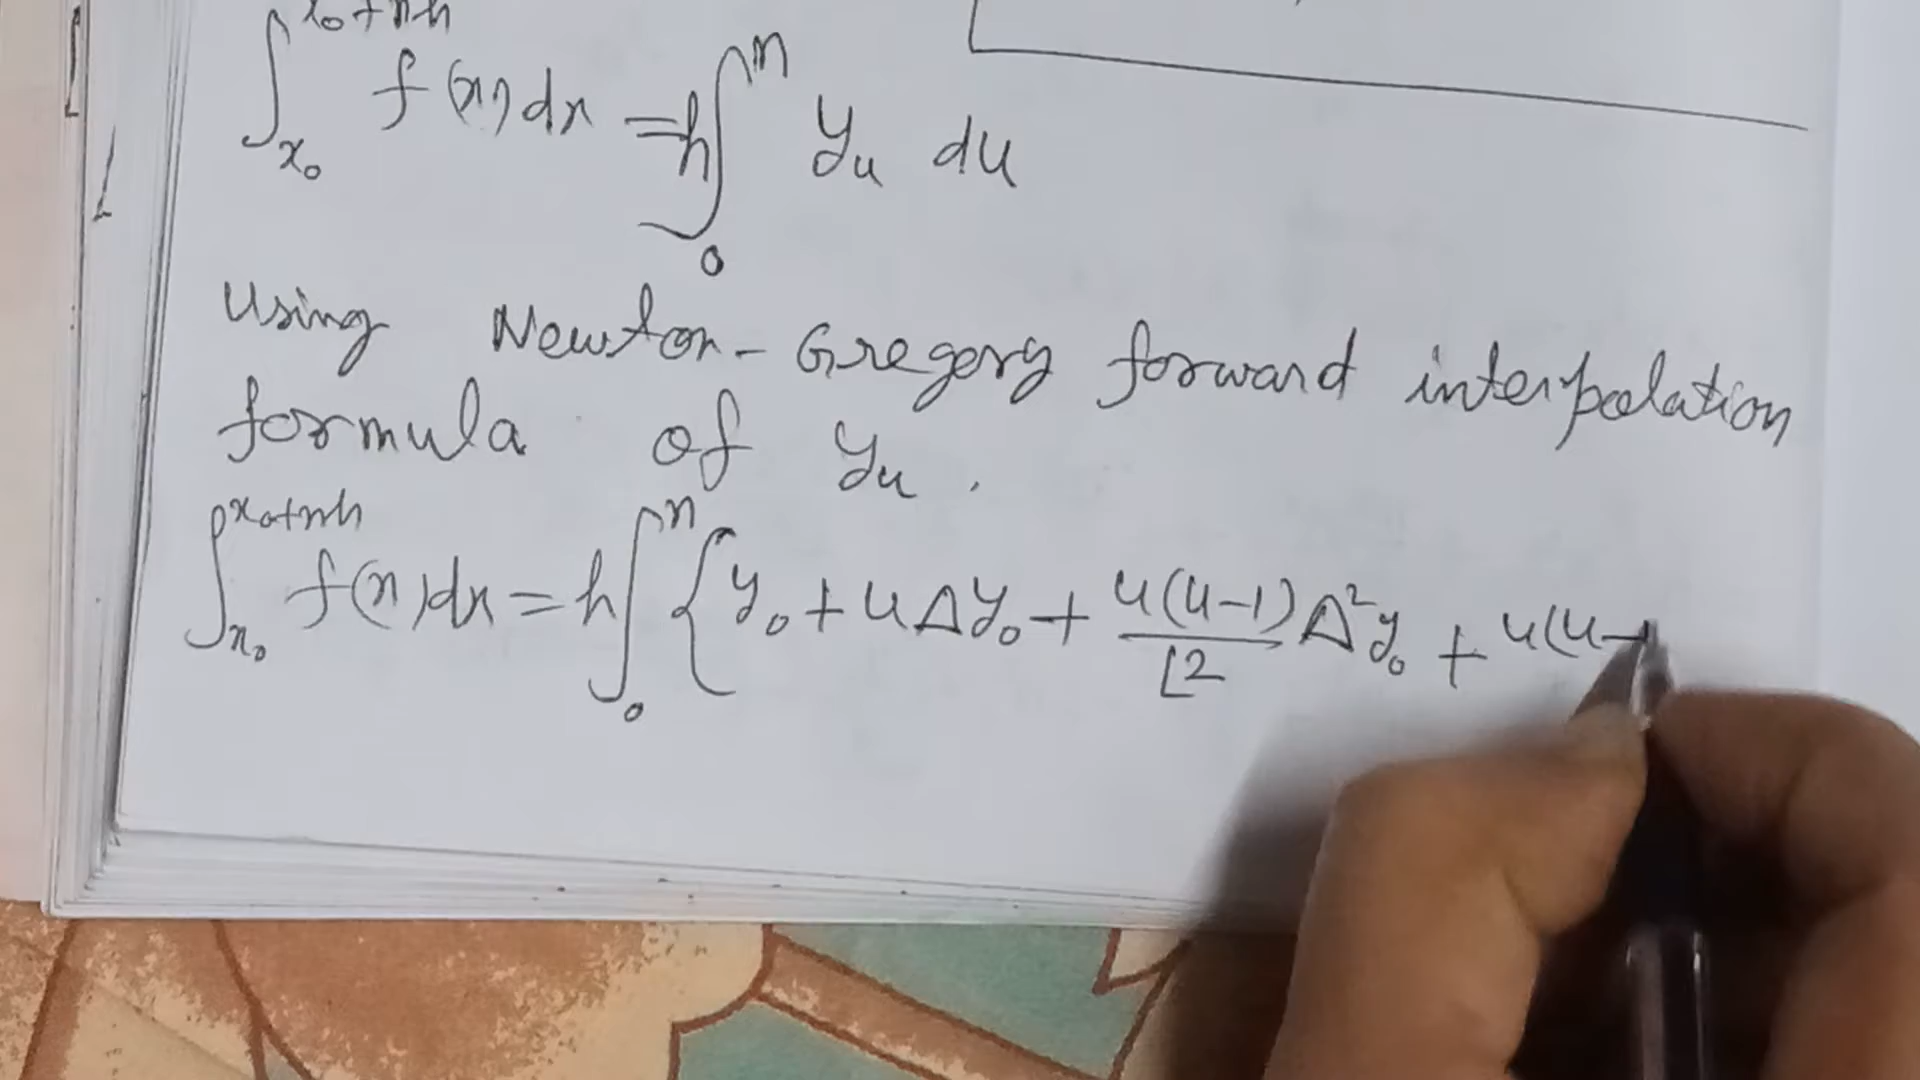 ∫_{x₀}^{x₀+nh} f(x) dx = h∫_0^n y_u du
Using Newton-Gregory forward interpolation
formula of y_u.
∫_{x₀}^{x₀+nh} f(x) dx = h∫_0^n { y₀ + uΔy₀ + u(u-1)/⌊2 Δ²y₀ + u(u-